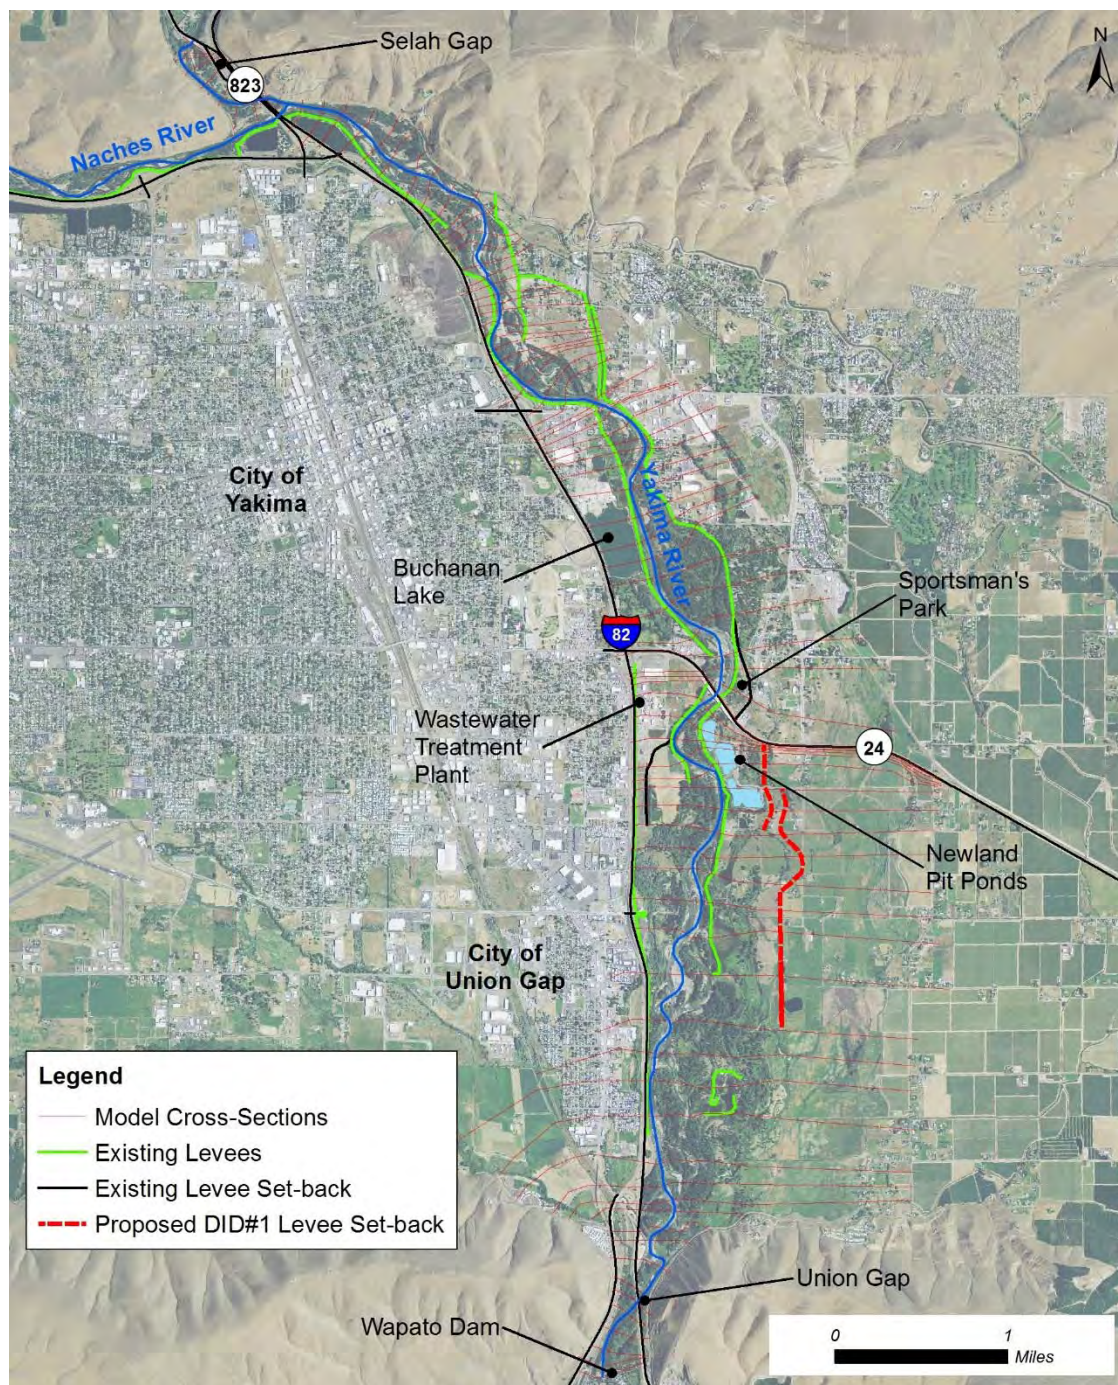 Selah Gap
N
823
Naches River
City of
Yakima
Yakima River
Buchanan
Lake
Sportsman's
Park
82
Wastewater
Treatment
Plant
24
Newland
Pit Ponds
City of
Union Gap
Legend
Model Cross-Sections
Existing Levees
Existing Levee Set-back
Proposed DID#1 Levee Set-back
Union Gap
Wapato Dam
0 1
Miles